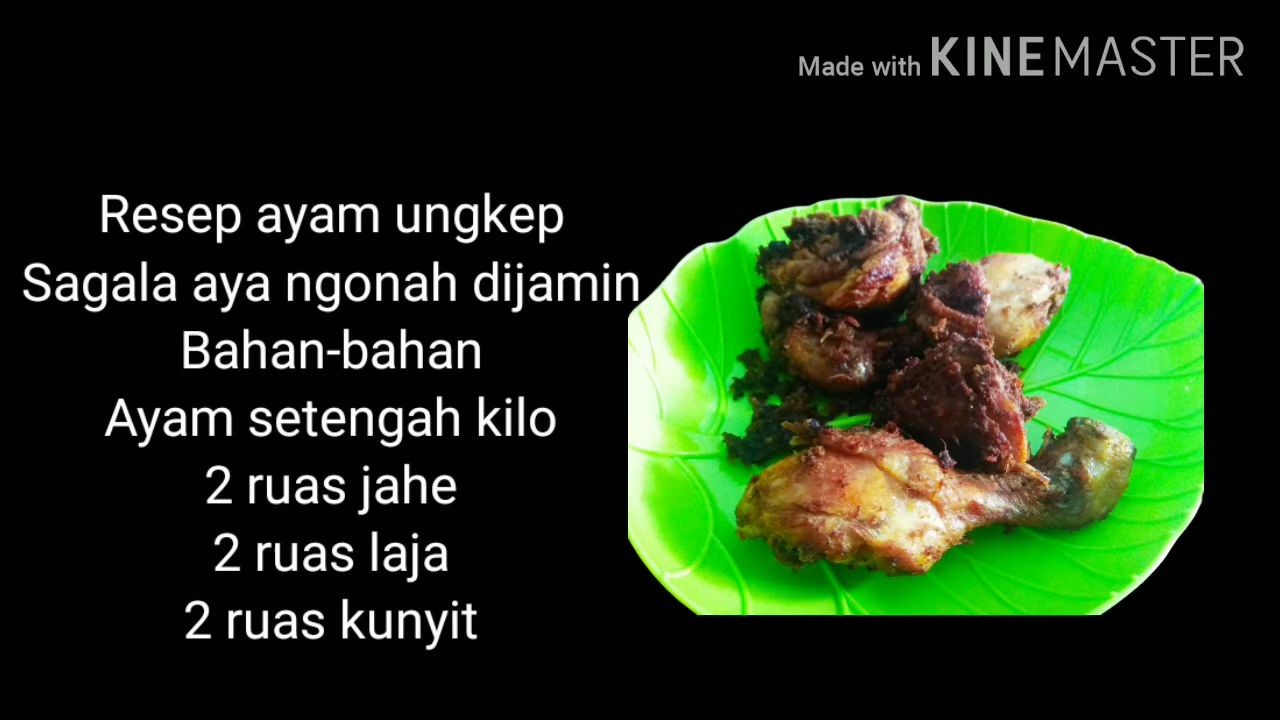 Made with KINEMASTER
Resep ayam ungkep
Sagala aya ngonah dijamin
Bahan-bahan
Ayam setengah kilo
2 ruas jahe
2 ruas laja
2 ruas kunyit